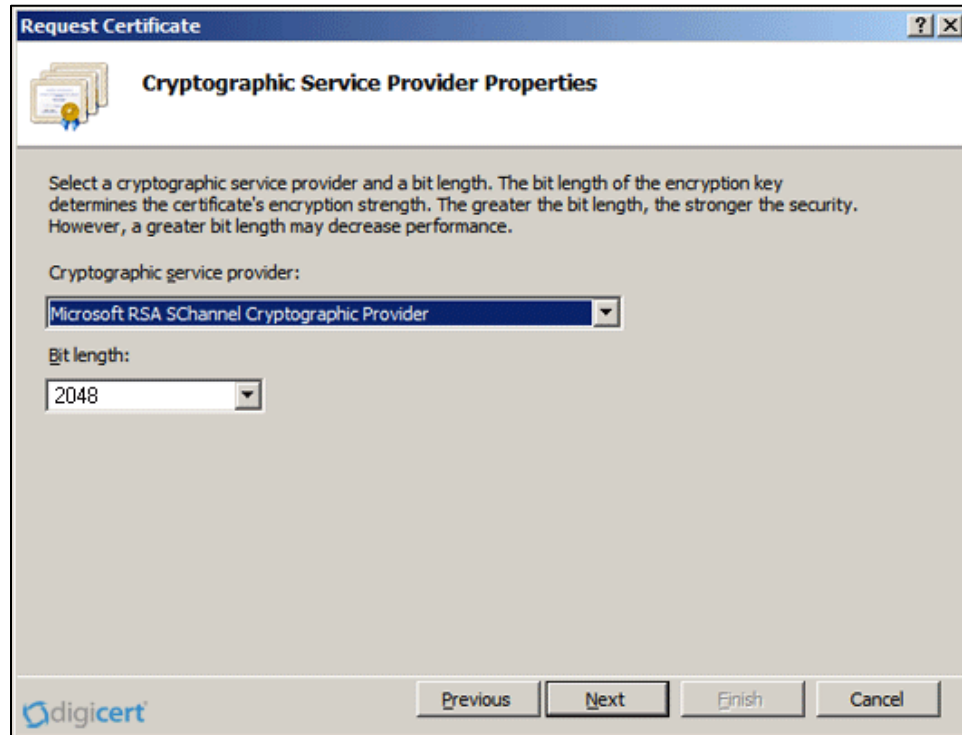 Request Certificate
Cryptographic Service Provider Properties
Select a cryptographic service provider and a bit length. The bit length of the encryption key
determines the certificate's encryption strength. The greater the bit length, the stronger the security.
However, a greater bit length may decrease performance.
Cryptographic service provider:
Microsoft RSA SChannel Cryptographic Provider
Bit length:
2048
digicert
Previous Next Finish Cancel